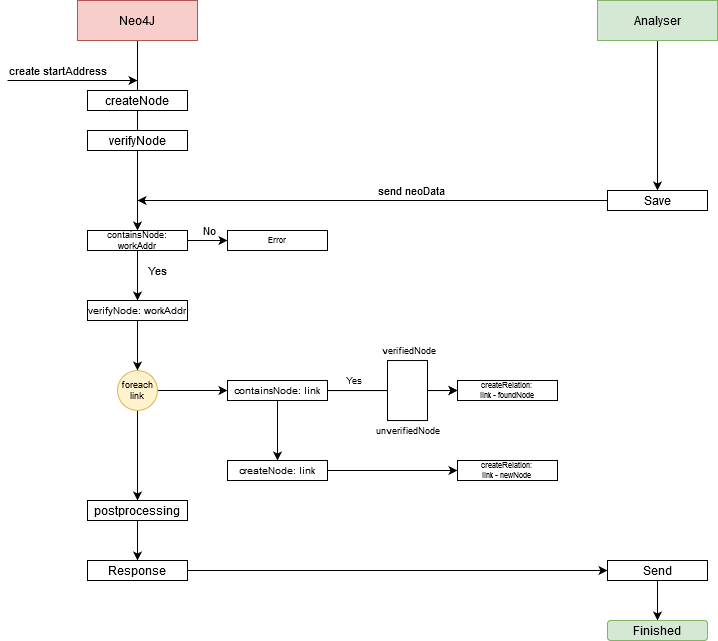 Neo4J
Analyser
create startAddress
createNode
verifyNode
send neoData
Save
containsNode:
workAddr
No
Error
Yes
verifyNode: workAddr
foreach
link
containsNode: link
Yes
verifiedNode
unverifiedNode
createRelation:
link - foundNode
createNode: link
createRelation:
link - newNode
postprocessing
Response
Send
Finished